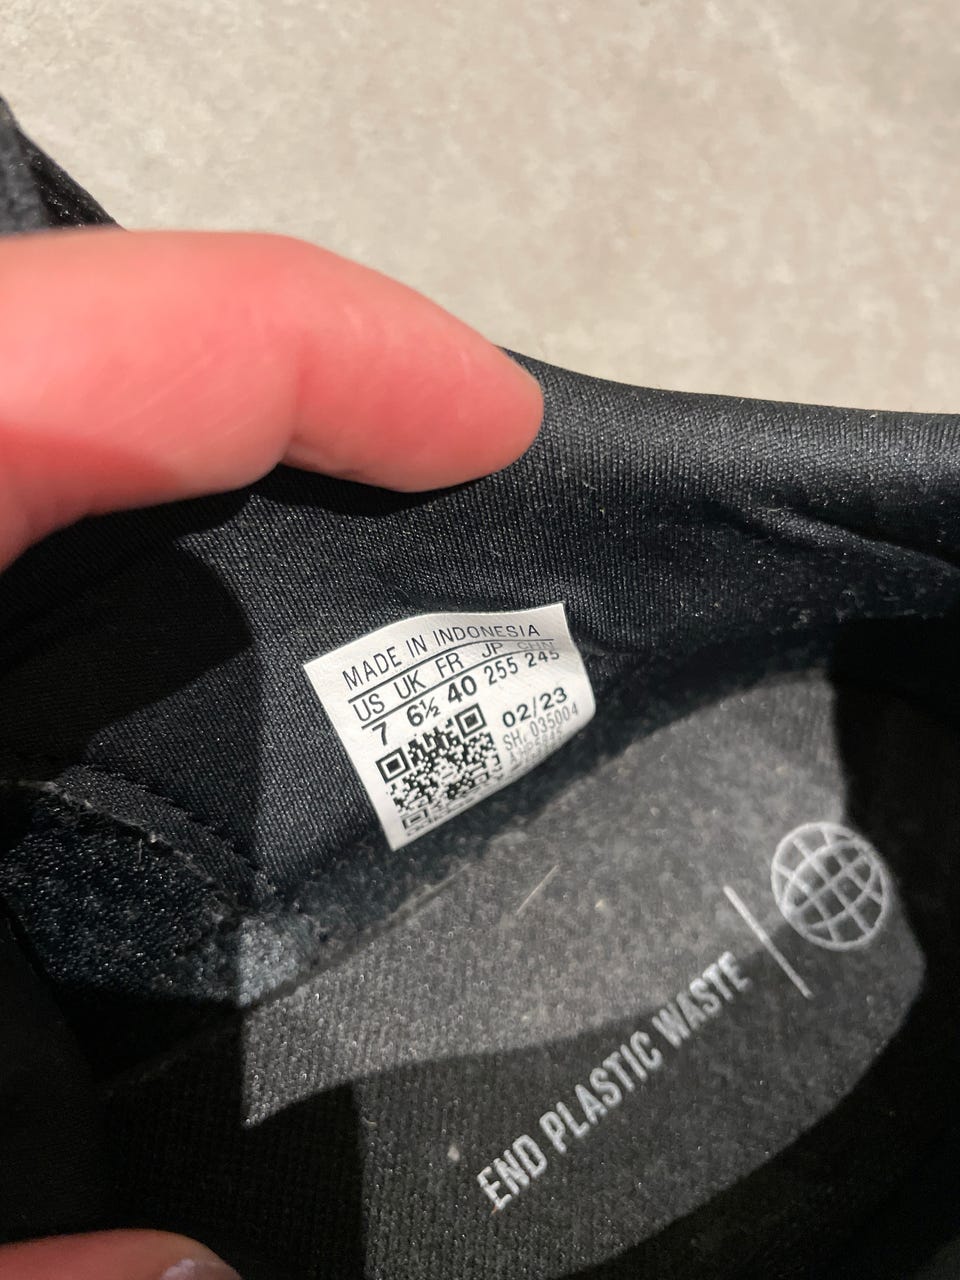 MADE IN INDONESIA
US UK FR JP CHN
7 6½ 40 255 245
02/23
035004
END PLASTIC WASTE